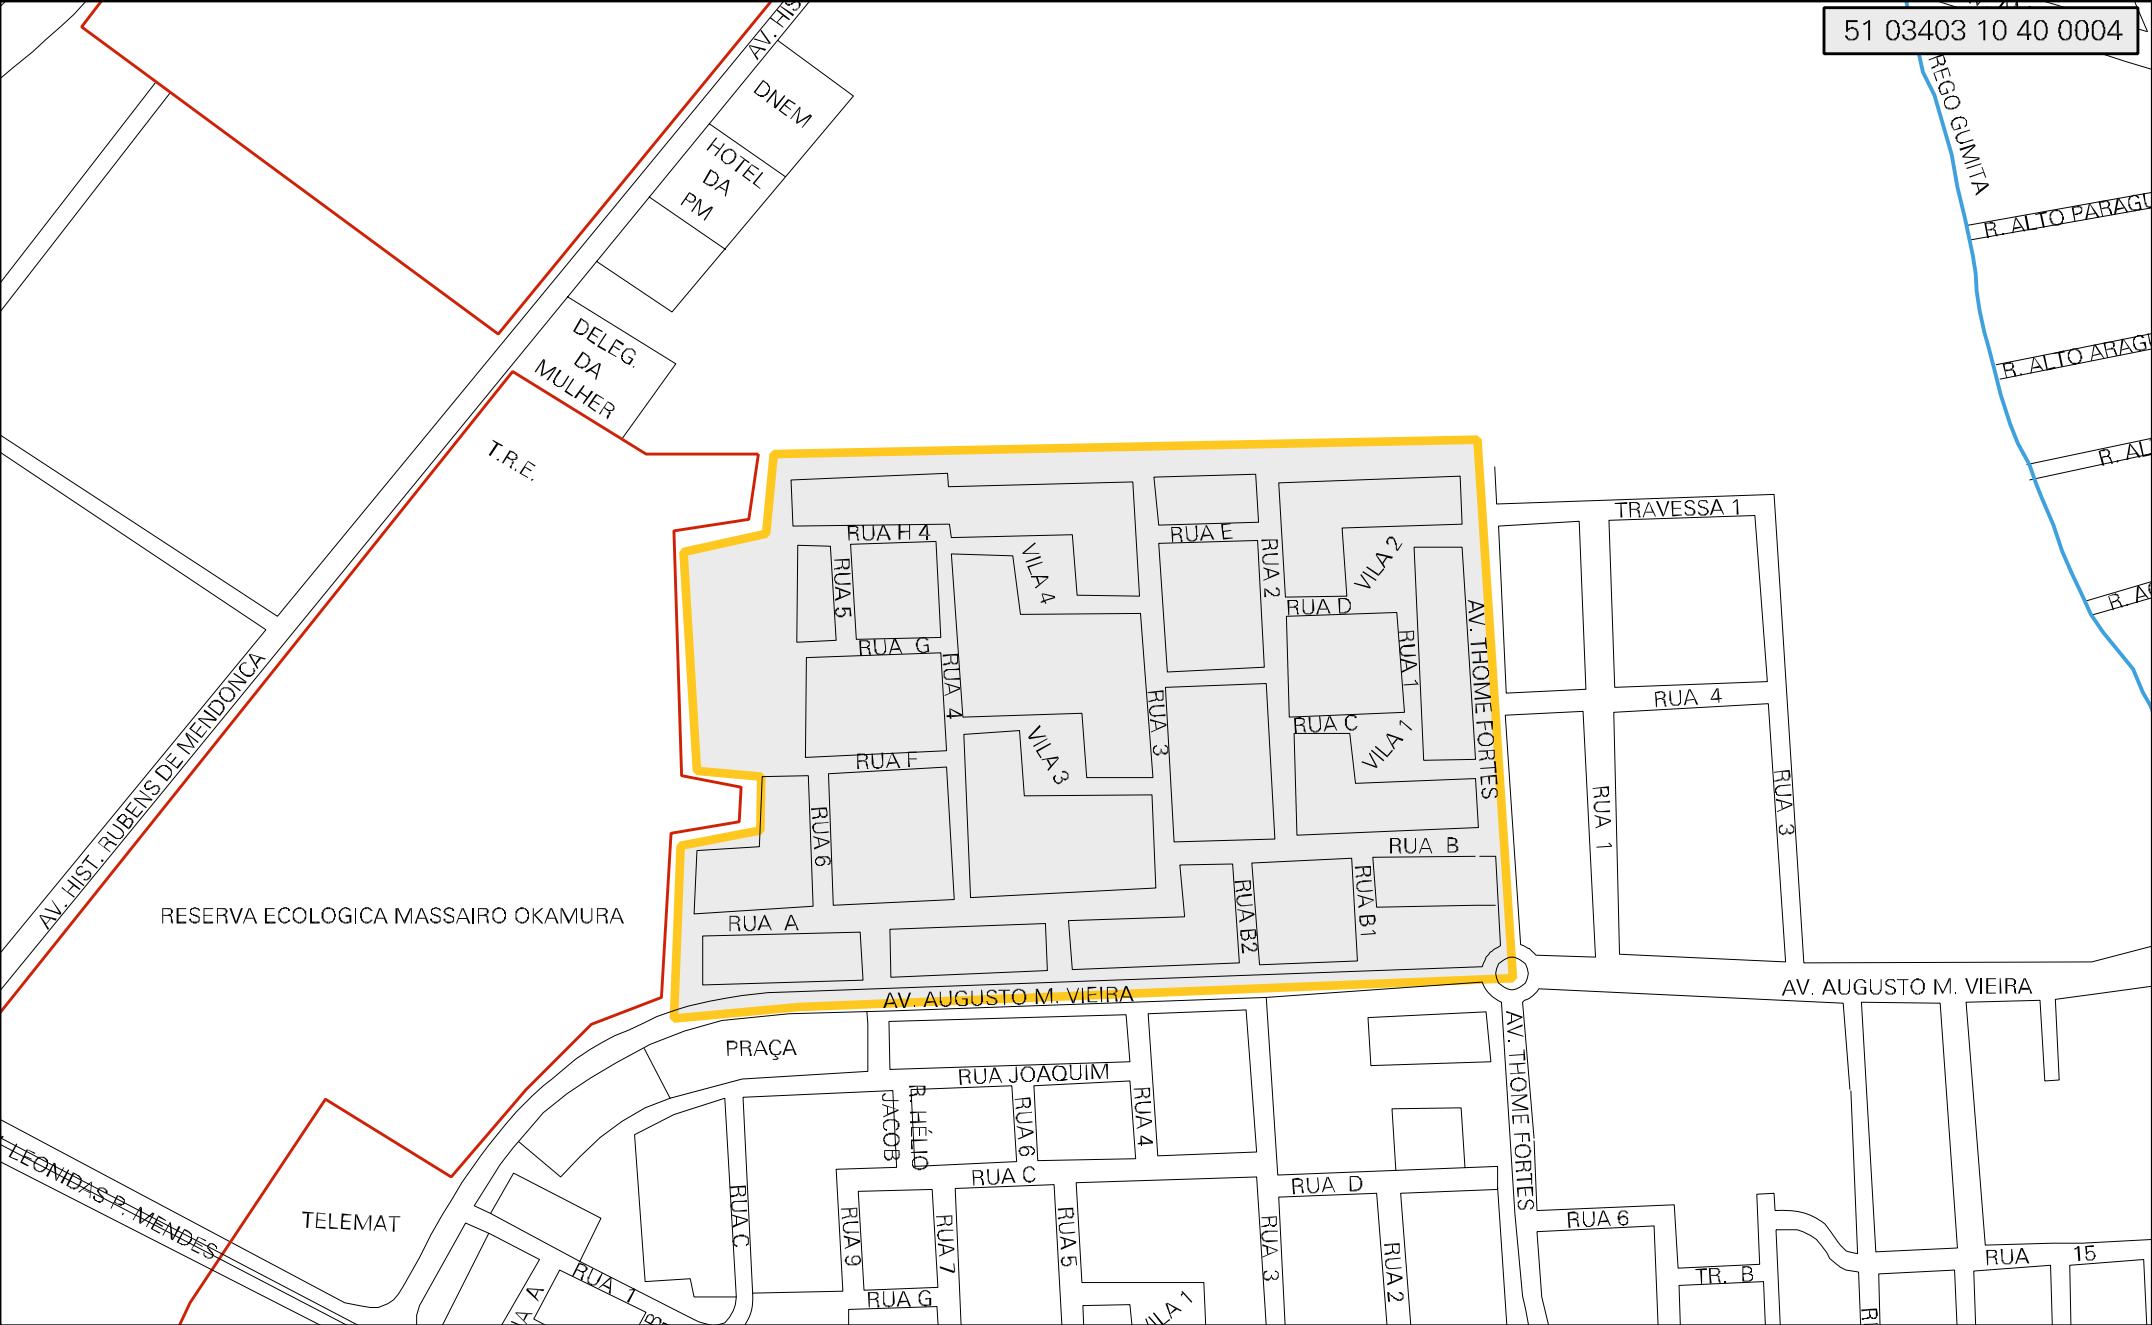 51 03403 10 40 0004
AV. HIS
DNEM
HOTEL
DA
PM
REGO GUMITA
R. ALTO PARAGU
DELEG.
DA
MULHER
R. ALTO ARAGU
T.R.E.
R. AL
TRAVESSA 1
RUA H 4
RUA E
VILA 4
RUA 2
VILA 2
RUA 5
RUA D
R. AG
AV. THOME FORTES
RUA G
RUA 4
RUA 1
RUA 4
RUA 3
RUA C
VILA 1
VILA 3
RUA F
AV. HIST. RUBENS DE MENDONCA
RUA 6
RUA 1
RUA 3
RUA B
RUA B2
RUA B1
RESERVA ECOLOGICA MASSAIRO OKAMURA
RUA A
AV. AUGUSTO M. VIEIRA
AV. AUGUSTO M. VIEIRA
PRAÇA
RUA JOAQUIM
R. HÉLIO
JACOB
RUA 6
RUA 4
AV. THOME FORTES
LEONIDAS P. MENDES
TELEMAT
RUA C
RUA C
RUA D
RUA 9
RUA 7
RUA 5
RUA 3
RUA 2
RUA 6
RUA 15
TR. B
RUA 1
RUA G
VILA 1
UA A